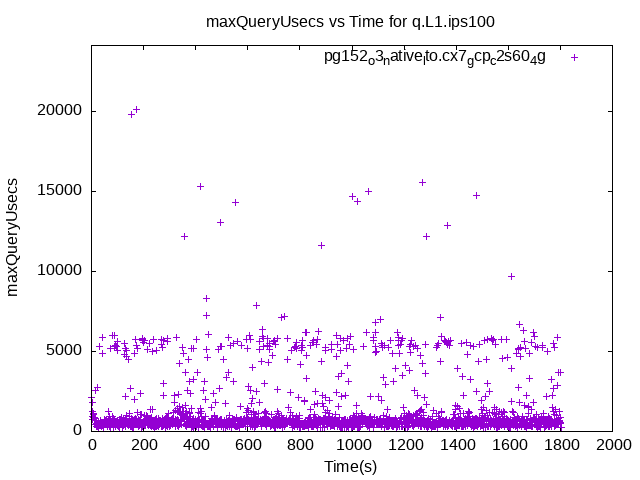 maxQueryUsecs vs Time for q.L1.ips100
pg152o3native lto.cx7gcpc2s604g
20000
15000
10000
5000
0
maxQueryUsecs
0 200 400 600 800 1000 1200 1400 1600 1800 2000
Time(s)